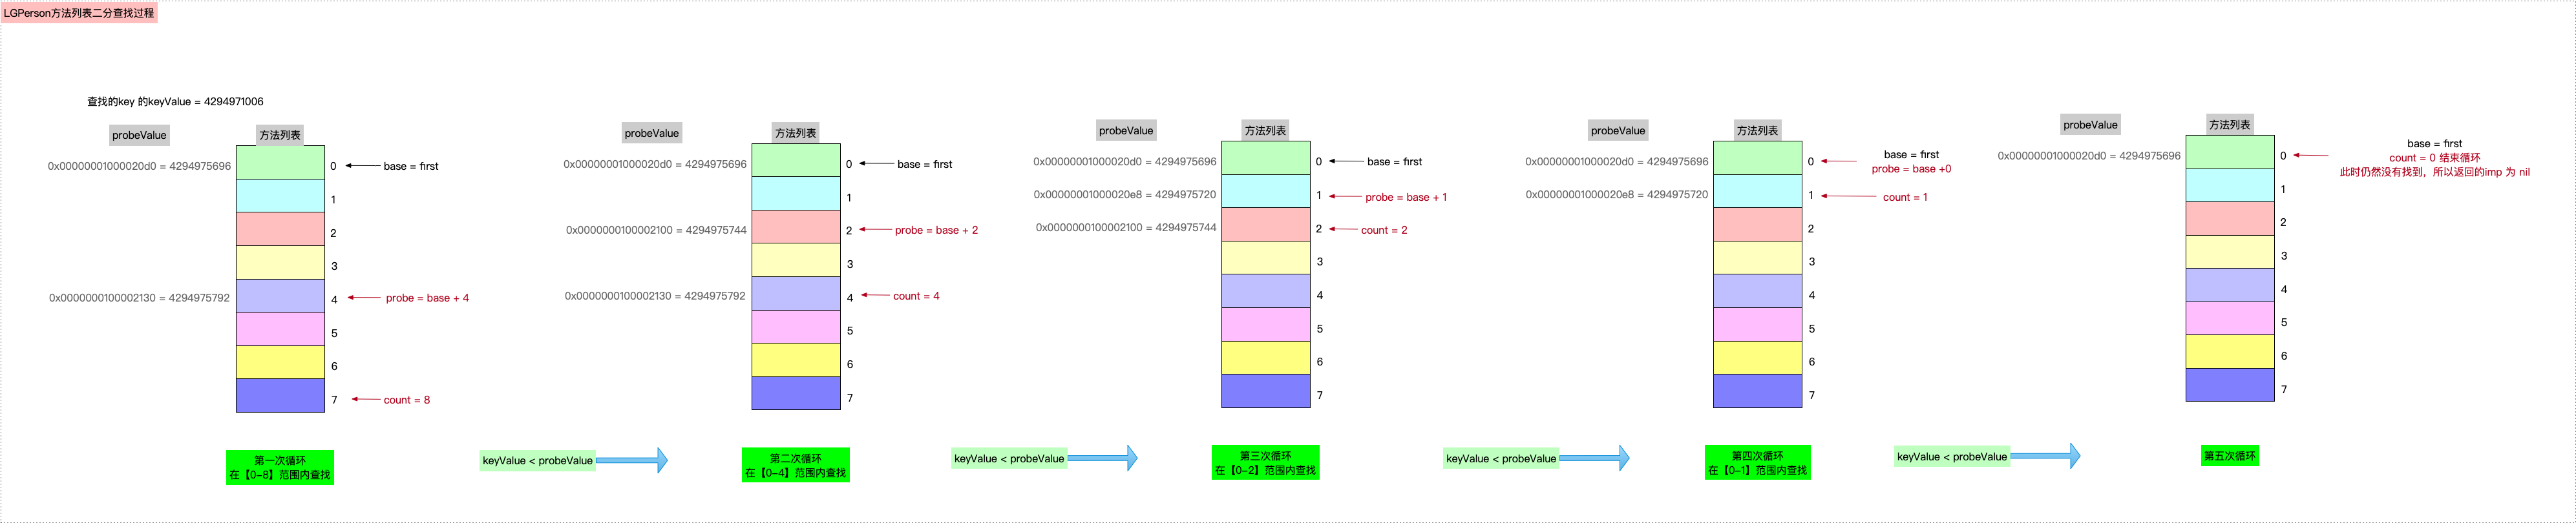 LGPerson方法列表二分查找过程
查找的key 的keyValue = 4294971006
probeValue
方法列表
0x00000001000020d0 = 4294975696
0
base = first
1
2
3
0x0000000100002130 = 4294975792
4
probe = base + 4
5
6
7
count = 8
第一次循环
在【0-8】范围内查找
keyValue < probeValue
probeValue
方法列表
0x00000001000020d0 = 4294975696
0
base = first
1
0x0000000100002100 = 4294975744
2
probe = base + 2
3
0x0000000100002130 = 4294975792
4
count = 4
5
6
7
第二次循环
在【0-4】范围内查找
keyValue < probeValue
probeValue
方法列表
0x00000001000020d0 = 4294975696
0
base = first
0x00000001000020e8 = 4294975720
1
probe = base + 1
0x0000000100002100 = 4294975744
2
count = 2
3
4
5
6
7
第三次循环
在【0-2】范围内查找
keyValue < probeValue
probeValue
方法列表
0x00000001000020d0 = 4294975696
0
base = first
probe = base +0
0x00000001000020e8 = 4294975720
1
count = 1
2
3
4
5
6
7
第四次循环
在【0-1】范围内查找
keyValue < probeValue
probeValue
方法列表
0x00000001000020d0 = 4294975696
0
base = first
count = 0 结束循环
此时仍然没有找到，所以返回的imp 为 nil
1
2
3
4
5
6
7
第五次循环